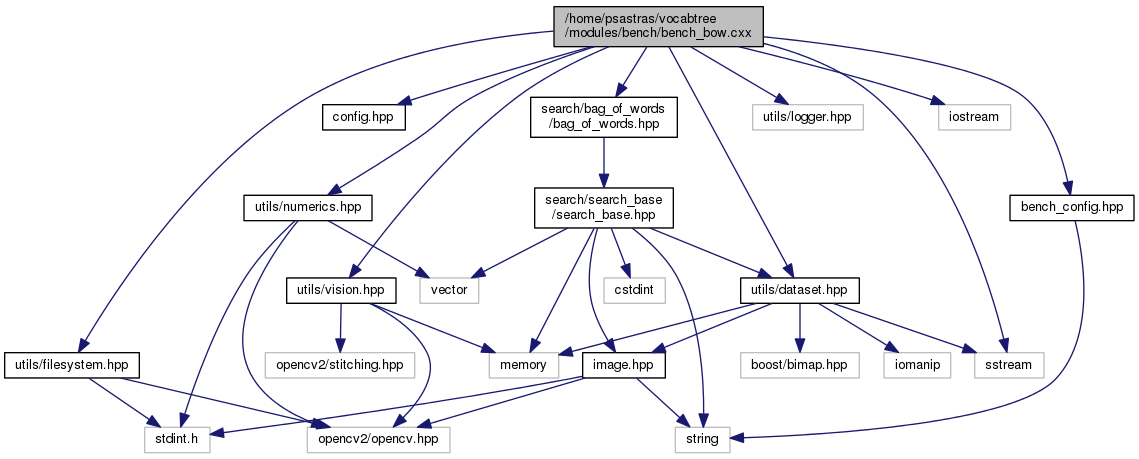 /home/psastras/vocabtree
/modules/bench/bench_bow.cxx
config.hpp
search/bag_of_words
/bag_of_words.hpp
utils/logger.hpp
iostream
utils/numerics.hpp
search/search_base
/search_base.hpp
bench_config.hpp
utils/vision.hpp
vector
cstdint
utils/dataset.hpp
utils/filesystem.hpp
opencv2/stitching.hpp
memory
image.hpp
boost/bimap.hpp
iomanip
sstream
stdint.h
opencv2/opencv.hpp
string